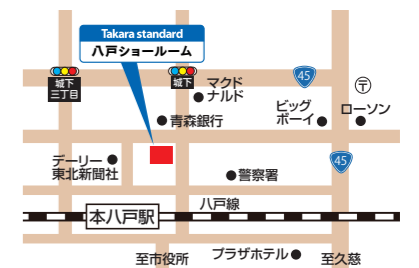 Takara standard
八戸ショールーム
城下
三丁目
城下
マクド
ナルド
45
〒
ビッグ
ボーイ
ローソン
青森銀行
デーリー
東北新聞社
警察署
45
八戸線
本八戸駅
至市役所
プラザホテル
至久慈